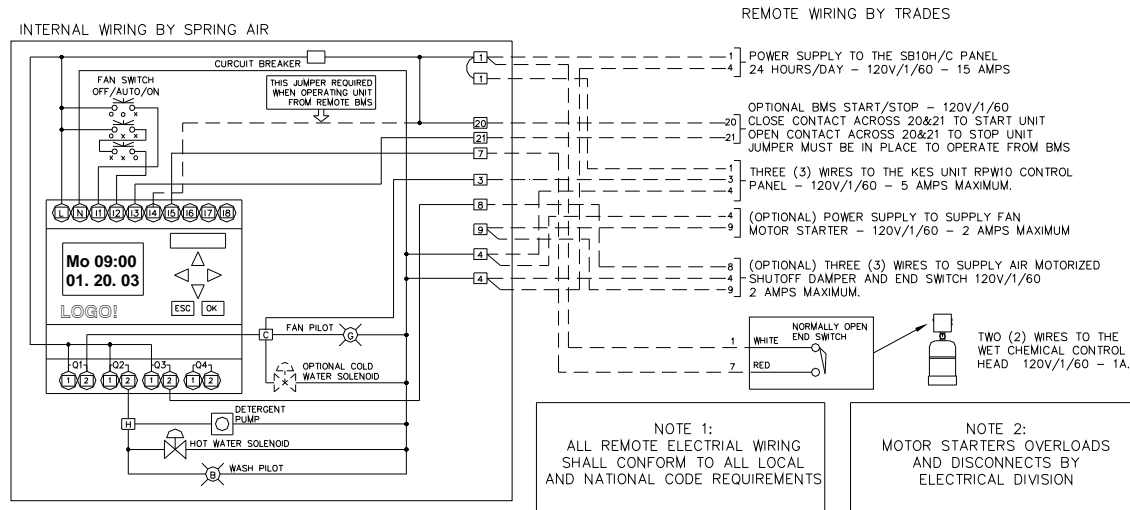 INTERNAL WIRING BY SPRING AIR
REMOTE WIRING BY TRADES
CURCUIT BREAKER
FAN SWITCH
OFF/AUTO/ON
THIS JUMPER REQUIRED
WHEN OPERATING UNIT
FROM REMOTE BMS
O O X
X O O
X X O
L N I1 I2 I3 I4 I5 I6 I7 I8
Mo 09:00
01. 20. 03
LOGO!
ESC OK
Q1 Q2 Q3 Q4
1 2 1 2 1 2 1 2
C
FAN PILOT
G
OPTIONAL COLD
WATER SOLENOID
H
DETERGENT
PUMP
HOT WATER SOLENOID
WASH PILOT
B
1
1
20
21
7
3
8
9
4
4
1 POWER SUPPLY TO THE SB10H/C PANEL
4 24 HOURS/DAY - 120V/1/60 - 15 AMPS
OPTIONAL BMS START/STOP - 120V/1/60
20 CLOSE CONTACT ACROSS 20&21 TO START UNIT
21 OPEN CONTACT ACROSS 20&21 TO STOP UNIT
JUMPER MUST BE IN PLACE TO OPERATE FROM BMS
1
3 THREE (3) WIRES TO THE KES UNIT RPW10 CONTROL
4 PANEL - 120V/1/60 - 5 AMPS MAXIMUM.
4 (OPTIONAL) POWER SUPPLY TO SUPPLY FAN
9 MOTOR STARTER - 120V/1/60 - 2 AMPS MAXIMUM
8 (OPTIONAL) THREE (3) WIRES TO SUPPLY AIR MOTORIZED
4 SHUTOFF DAMPER AND END SWITCH 120V/1/60
9 2 AMPS MAXIMUM.
NORMALLY OPEN
END SWITCH
1 WHITE
7 RED
TWO (2) WIRES TO THE
WET CHEMICAL CONTROL
HEAD 120V/1/60 - 1A.
NOTE 1:
ALL REMOTE ELECTRIAL WIRING
SHALL CONFORM TO ALL LOCAL
AND NATIONAL CODE REQUIREMENTS
NOTE 2:
MOTOR STARTERS OVERLOADS
AND DISCONNECTS BY
ELECTRICAL DIVISION